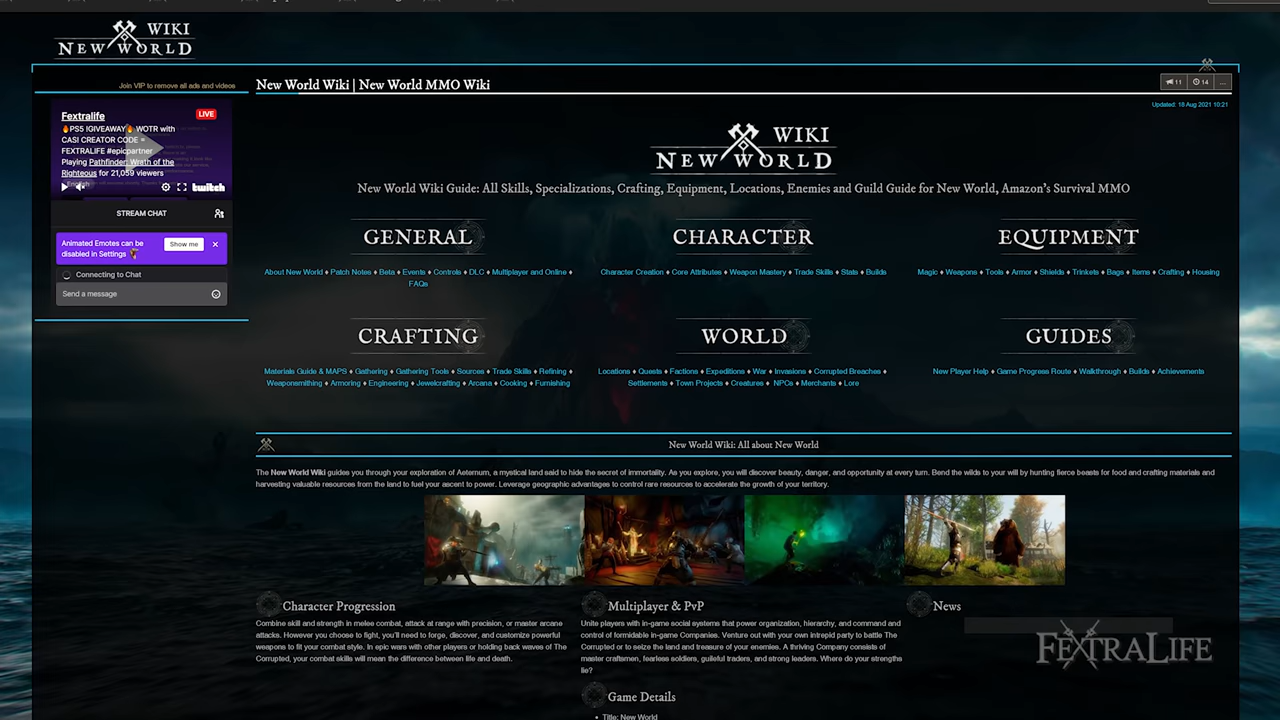 WIKI
NEW WORLD
Join VIP to remove all ads and videos
Fextralife
LIVE
🔥PS5 !GIVEAWAY🔥 WOTR with
CAS! CREATOR CODE =
FEXTRALIFE #epicpartner
Playing Pathfinder: Wrath of the
Righteous for 21,059 viewers
twitch
STREAM CHAT
Animated Emotes can be
disabled in Settings
Show me
Connecting to Chat
Send a message
New World Wiki | New World MMO Wiki
11
14
...
Updated: 18 Aug 2021 10:21
WIKI
NEW WORLD
New World Wiki Guide: All Skills, Specializations, Crafting, Equipment, Locations, Enemies and Guild Guide for New World, Amazon's Survival MMO
GENERAL
About New World ♦ Patch Notes ♦ Beta ♦ Events ♦ Controls ♦ DLC ♦ Multiplayer and Online ♦
FAQs
CHARACTER
Character Creation ♦ Core Attributes ♦ Weapon Mastery ♦ Trade Skills ♦ Stats ♦ Builds
EQUIPMENT
Magic ♦ Weapons ♦ Tools ♦ Armor ♦ Shields ♦ Trinkets ♦ Bags ♦ Items ♦ Crafting ♦ Housing
CRAFTING
Materials Guide & MAPS ♦ Gathering ♦ Gathering Tools ♦ Sources ♦ Trade Skills ♦ Refining ♦
Weaponsmithing ♦ Armoring ♦ Engineering ♦ Jewelcrafting ♦ Arcana ♦ Cooking ♦ Furnishing
WORLD
Locations ♦ Quests ♦ Factions ♦ Expeditions ♦ War ♦ Invasions ♦ Corrupted Breaches ♦
Settlements ♦ Town Projects ♦ Creatures ♦ NPCs ♦ Merchants ♦ Lore
GUIDES
New Player Help ♦ Game Progress Route ♦ Walkthrough ♦ Builds ♦ Achievements
New World Wiki: All about New World
The New World Wiki guides you through your exploration of Aeternum, a mystical land said to hide the secret of immortality. As you explore, you will discover beauty, danger, and opportunity at every turn. Bend the wilds to your will by hunting fierce beasts for food and crafting materials and
harvesting valuable resources from the land to fuel your ascent to power. Leverage geographic advantages to control rare resources to accelerate the growth of your territory.
Character Progression
Combine skill and strength in melee combat, attack at range with precision, or master arcane
attacks. However you choose to fight, you'll need to forge, discover, and customize powerful
weapons to fit your combat style. In epic wars with other players or holding back waves of The
Corrupted, your combat skills will mean the difference between life and death.
Multiplayer & PvP
Unite players with in-game social systems that power organization, hierarchy, and command and
control of formidable in-game Companies. Venture out with your own intrepid party to battle The
Corrupted or to seize the land and treasure of your enemies. A thriving Company consists of
master craftsmen, fearless soldiers, guileful traders, and strong leaders. Where do your strengths
lie?
Game Details
• Title: New World
News
FEXTRALIFE